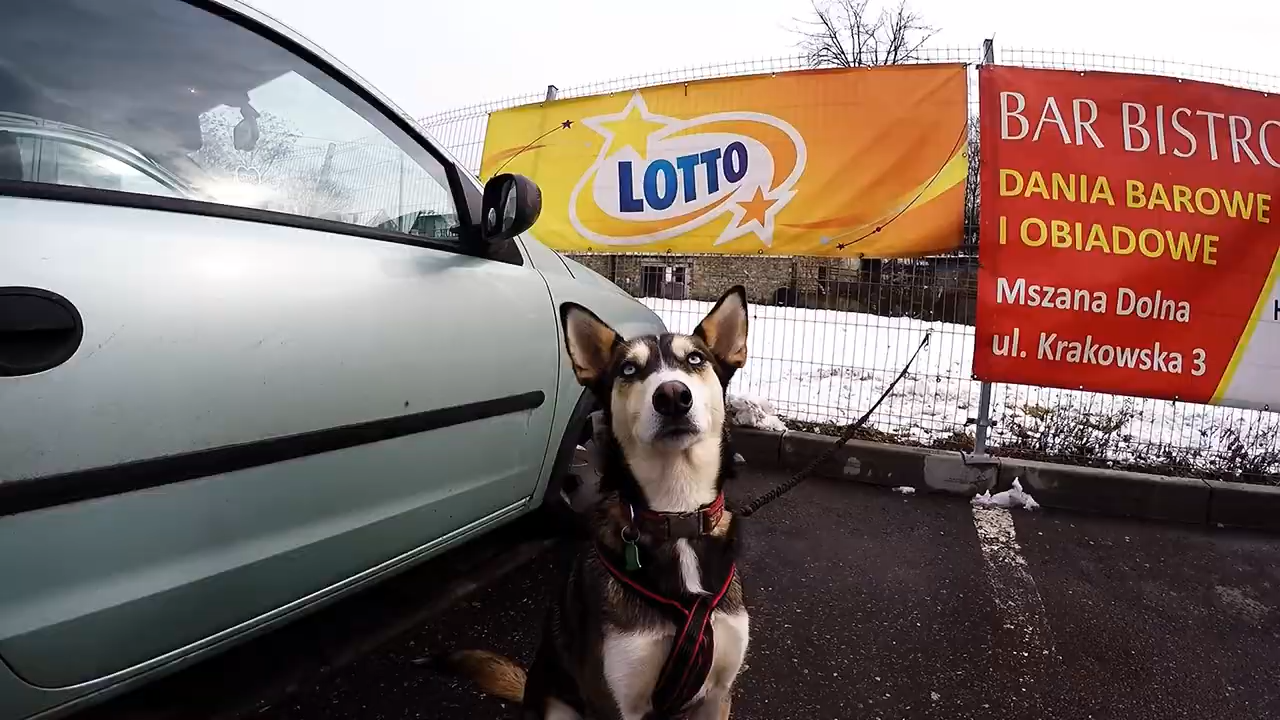 LOTTO
BAR BISTRO
DANIA BAROWE
I OBIADOWE
Mszana Dolna
ul. Krakowska 3